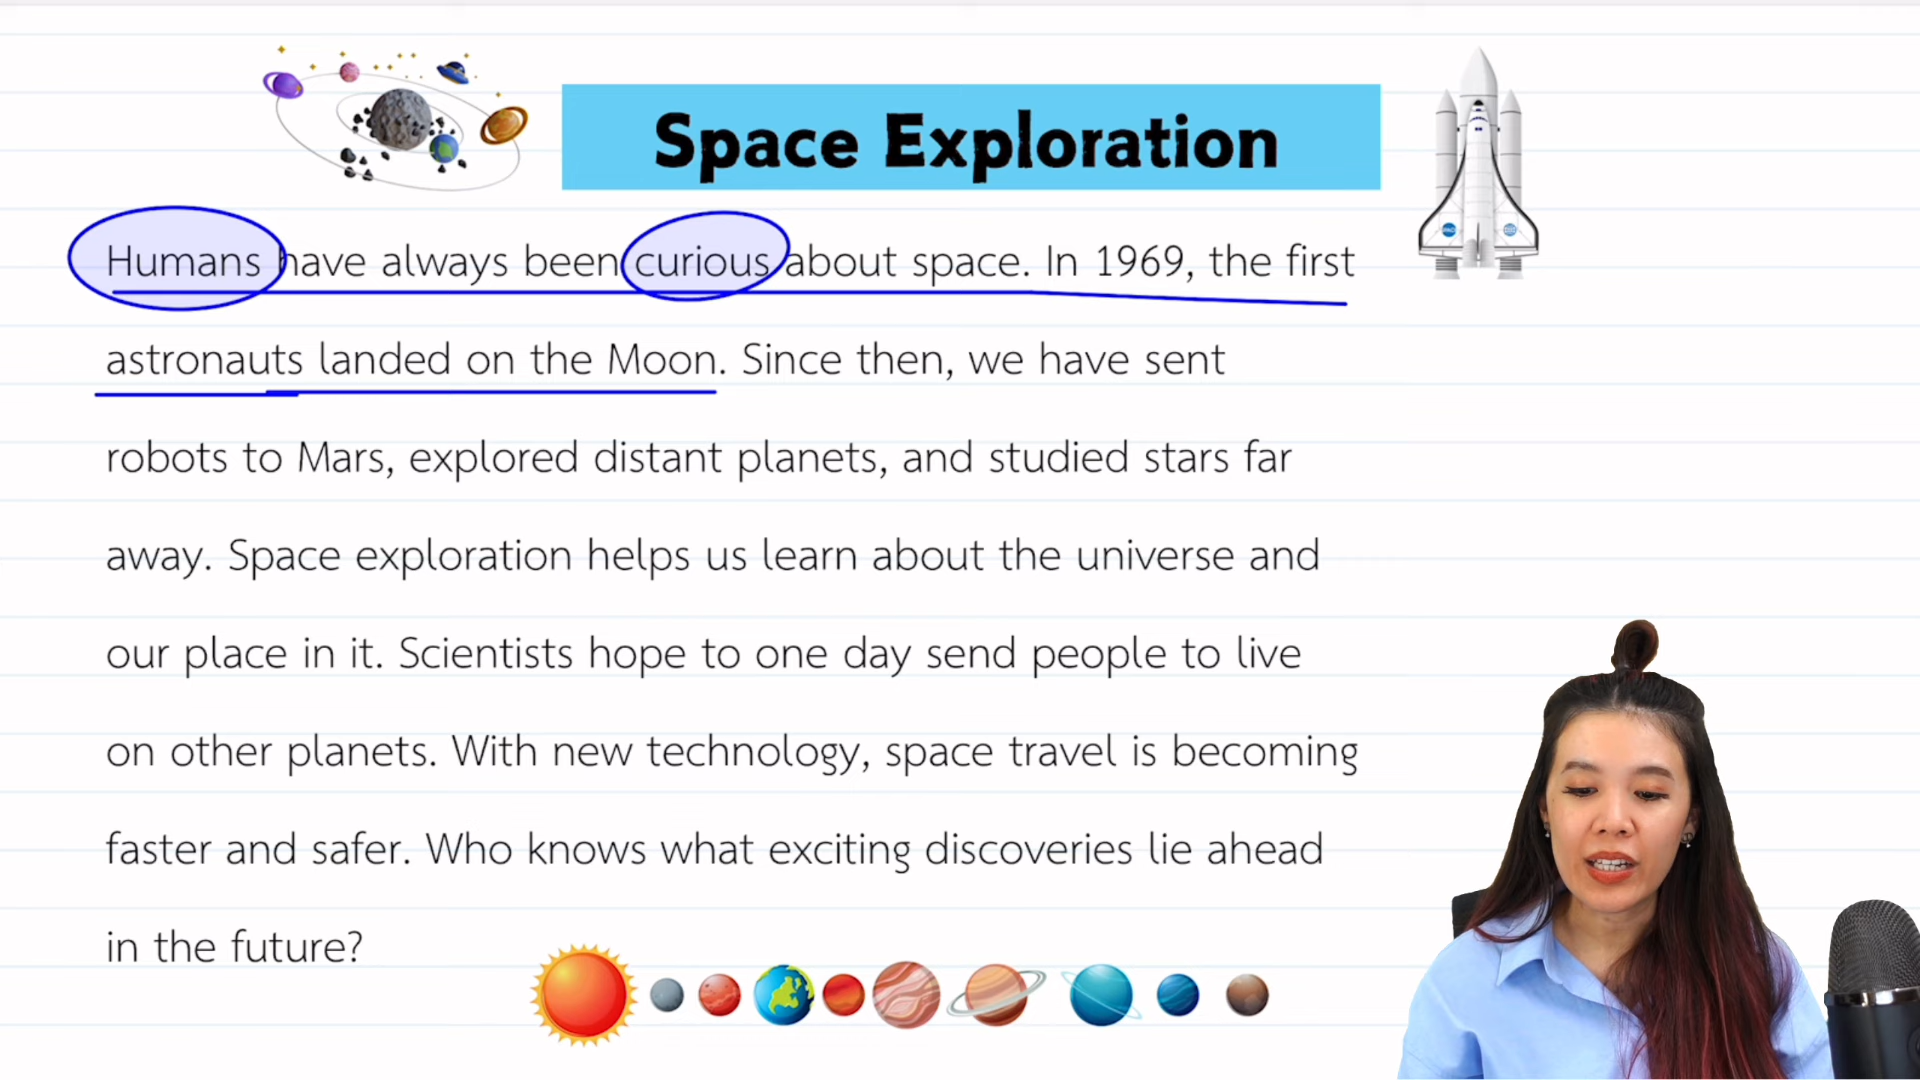 Space Exploration
Humans have always been curious about space. In 1969, the first
astronauts landed on the Moon. Since then, we have sent
robots to Mars, explored distant planets, and studied stars far
away. Space exploration helps us learn about the universe and
our place in it. Scientists hope to one day send people to live
on other planets. With new technology, space travel is becoming
faster and safer. Who knows what exciting discoveries lie ahead
in the future?